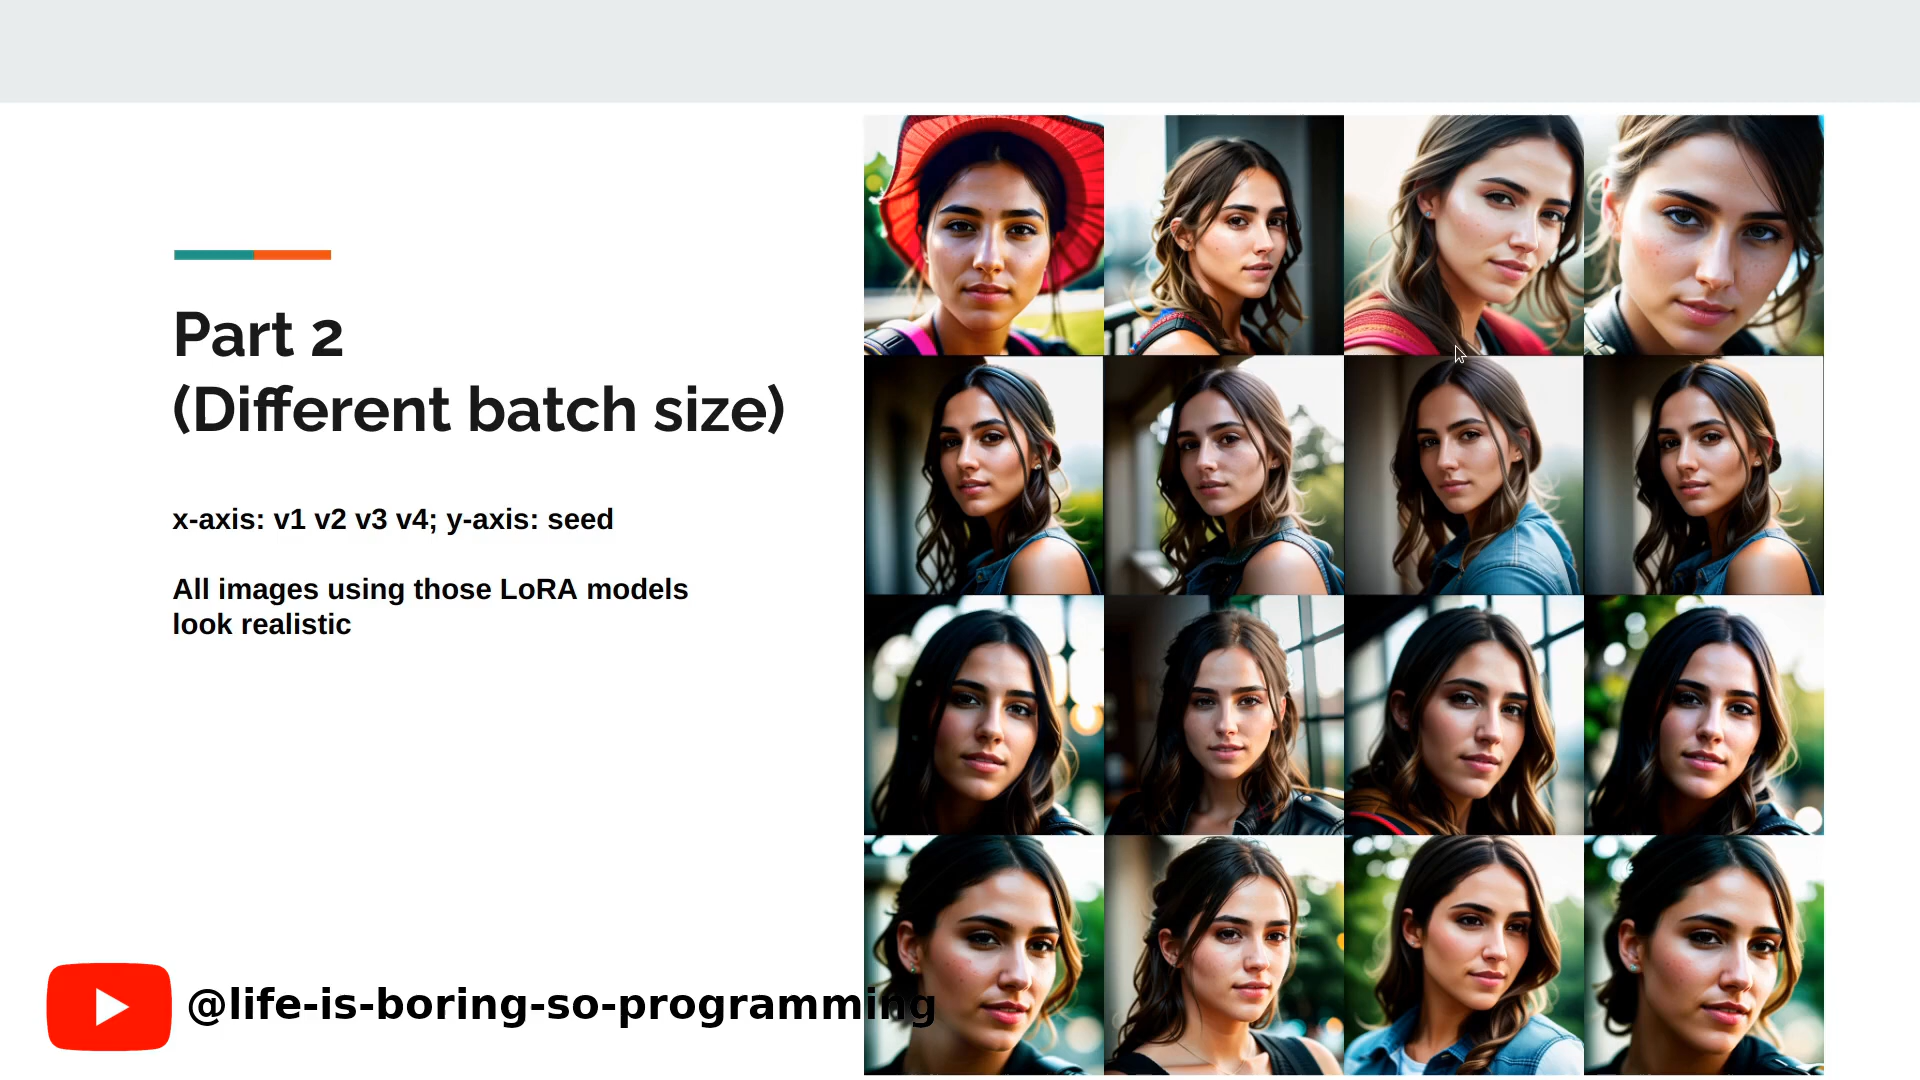 Part 2
(Different batch size)
x-axis: v1 v2 v3 v4; y-axis: seed
All images using those LoRA models
look realistic
@life-is-boring-so-programming